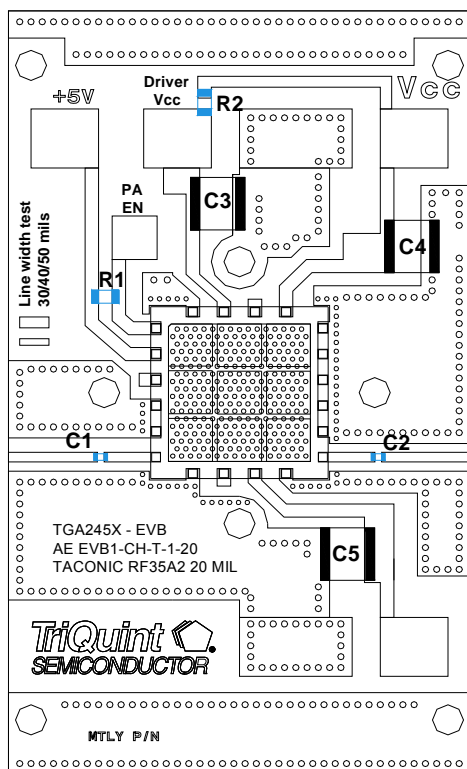 Driver
Vcc
+5V
R2
Vcc
PA
EN
C3
C4
Line width test
30/40/50 mils
R1
C1
C2
TGA245X - EVB
AE EVB1-CH-T-1-20
TACONIC RF35A2 20 MIL
C5
TriQuint
SEMICONDUCTOR
MTLY P/N